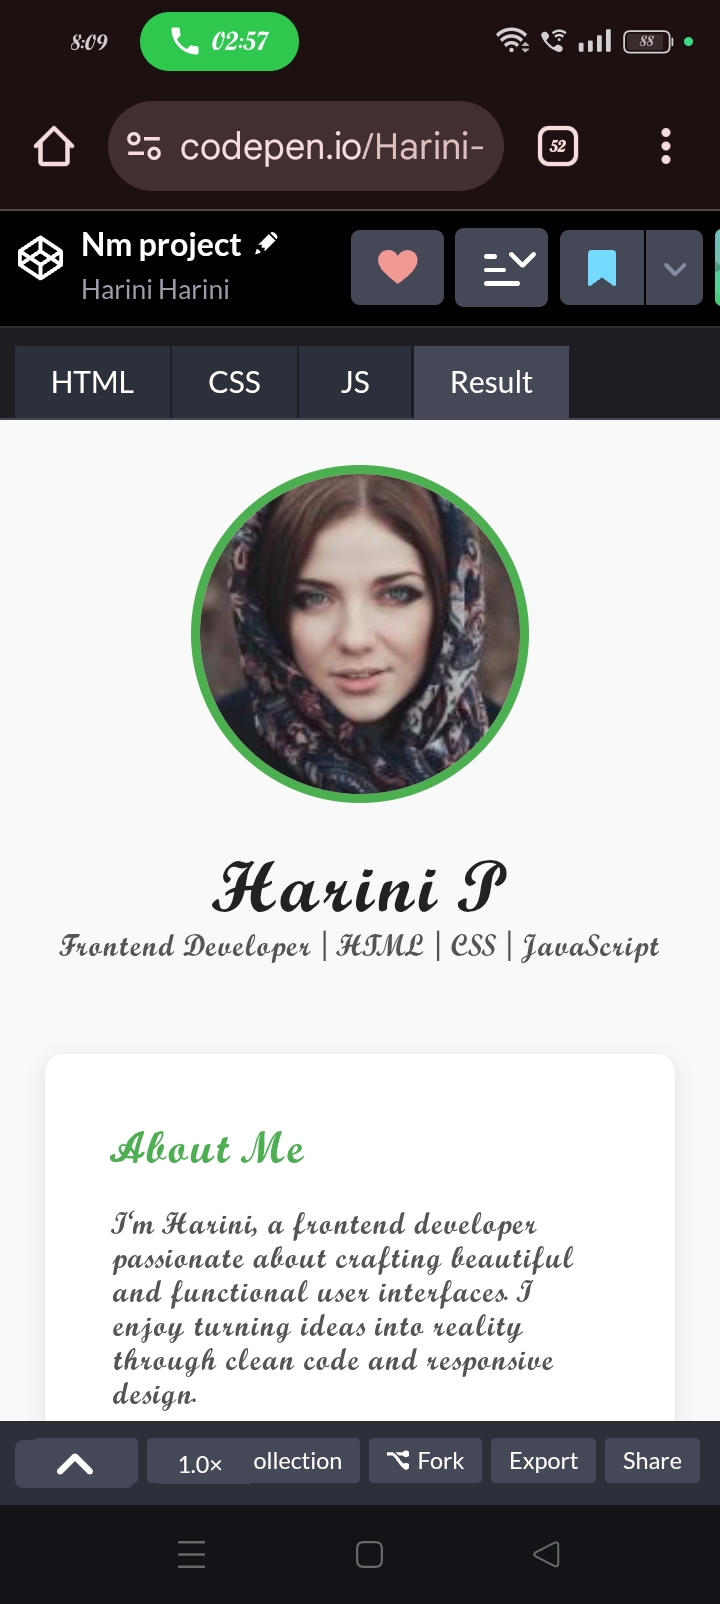 8:09
02:57
88
codepen.io/Harini-
52
Nm project
Harini Harini
HTML
CSS
JS
Result
Harini P
Frontend Developer | HTML | CSS | JavaScript
About Me
I'm Harini, a frontend developer
passionate about crafting beautiful
and functional user interfaces. I
enjoy turning ideas into reality
through clean code and responsive
design.
1.0×
ollection
Fork
Export
Share